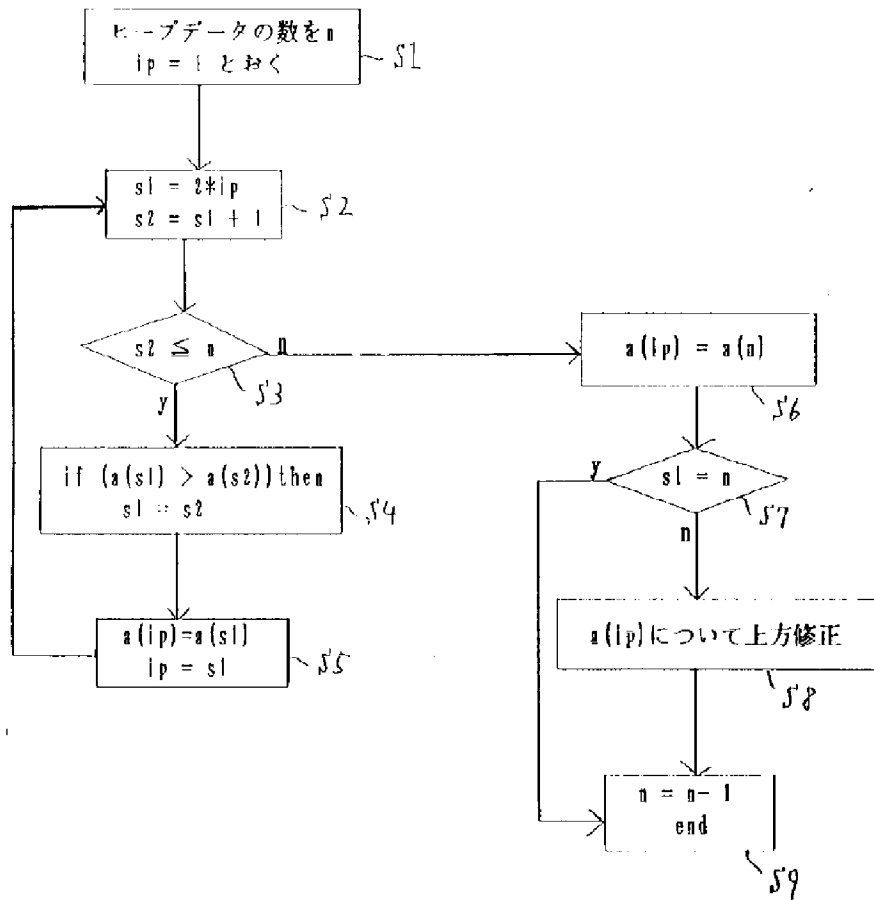 ヒープデータの数をn
ip = 1 とおく
S1
s1 = 2*ip
s2 = s1 + 1
S2
s2 ≦ n
n
S3
y
if (a(s1) > a(s2))then
s1 = s2
S4
a(ip)=a(s1)
ip = s1
S5
a(ip) = a(n)
S6
s1 = n
y
S7
n
a(ip)について上方修正
S8
n = n- 1
end
S9